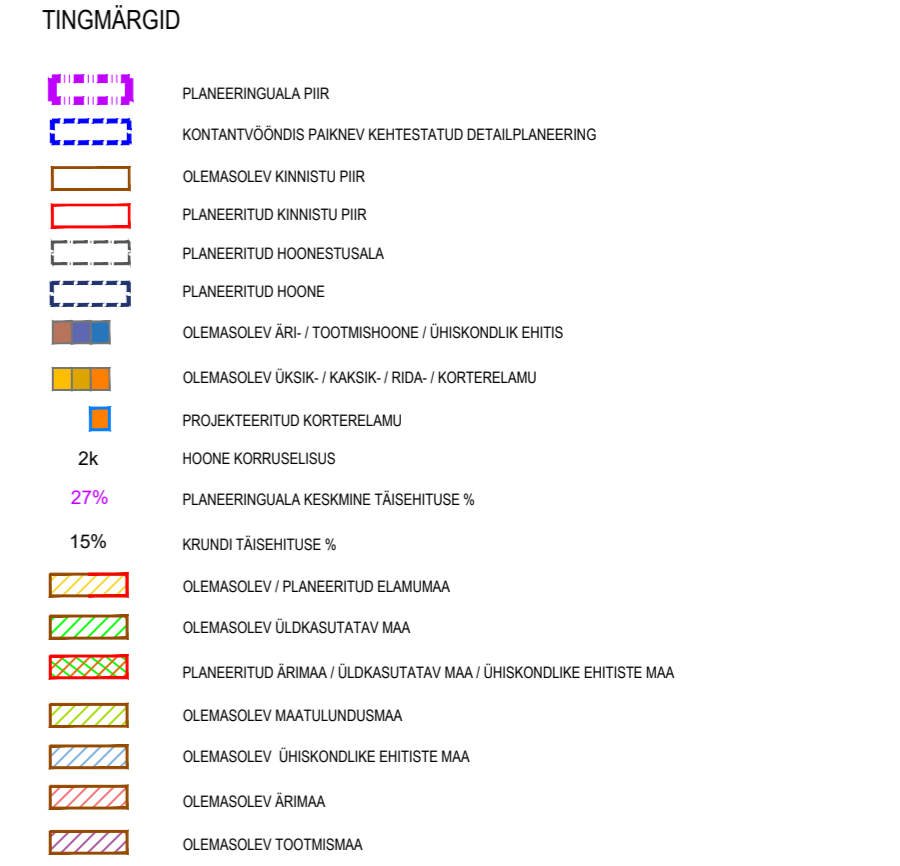 TINGMÄRGID
PLANEERINGUALA PIIR
KONTANTVÖÖNDIS PAIKNEV KEHTESTATUD DETAILPLANEERING
OLEMASOLEV KINNISTU PIIR
PLANEERITUD KINNISTU PIIR
PLANEERITUD HOONESTUSALA
PLANEERITUD HOONE
OLEMASOLEV ÄRI- / TOOTMISHOONE / ÜHISKONDLIK EHITIS
OLEMASOLEV ÜKSIK- / KAKSIK- / RIDA- / KORTERELAMU
PROJEKTEERITUD KORTERELAMU
2k HOONE KORRUSELISUS
27% PLANEERINGUALA KESKMINE TÄISEHITUSE %
15% KRUNDI TÄISEHITUSE %
OLEMASOLEV / PLANEERITUD ELAMUMAA
OLEMASOLEV ÜLDKASUTATAV MAA
PLANEERITUD ÄRIMAA / ÜLDKASUTATAV MAA / ÜHISKONDLIKE EHITISTE MAA
OLEMASOLEV MAATULUNDUSMAA
OLEMASOLEV ÜHISKONDLIKE EHITISTE MAA
OLEMASOLEV ÄRIMAA
OLEMASOLEV TOOTMISMAA